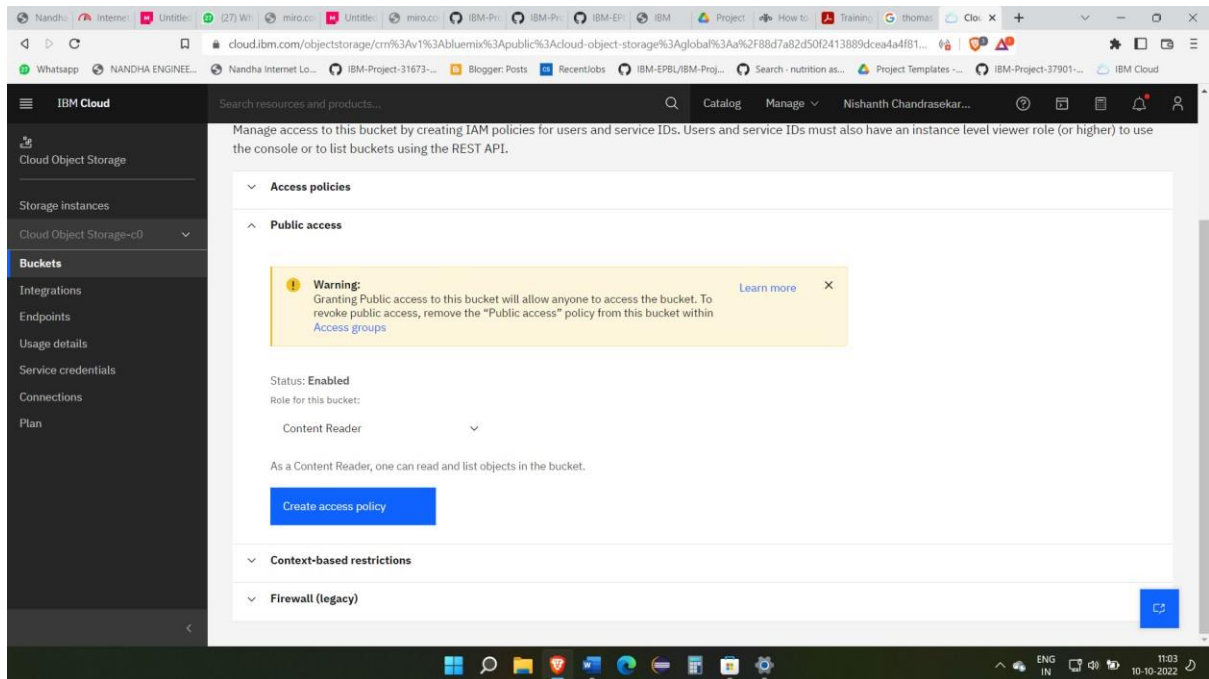 Nandha
Internet
Untitled
(27) Wh
miro.co
Untitled
miro.co
IBM-Pro
IBM-Pro
IBM-EP
IBM
Project
How to
Training
thomas
Clou
cloud.ibm.com/objectstorage/crn%3Av1%3Abluemix%3Apublic%3Acloud-object-storage%3Aglobal%3Aa%2F88d7a82d50f2413889dcea4a4f81...
Whatsapp
NANDHA ENGINEE...
Nandha Internet Lo...
IBM-Project-31673-...
Blogger: Posts
RecentJobs
IBM-EPBL/IBM-Proj...
Search · nutrition as...
Project Templates -...
IBM-Project-37901-...
IBM Cloud
IBM Cloud
Search resources and products...
Catalog
Manage
Nishanth Chandrasekar...
Cloud Object Storage
Storage instances
Cloud Object Storage-c0
Buckets
Integrations
Endpoints
Usage details
Service credentials
Connections
Plan
Manage access to this bucket by creating IAM policies for users and service IDs. Users and service IDs must also have an instance level viewer role (or higher) to use
the console or to list buckets using the REST API.
Access policies
Public access
Warning:
Granting Public access to this bucket will allow anyone to access the bucket. To
revoke public access, remove the “Public access” policy from this bucket within
Access groups
Learn more
Status: Enabled
Role for this bucket:
Content Reader
As a Content Reader, one can read and list objects in the bucket.
Create access policy
Context-based restrictions
Firewall (legacy)
ENG
IN
11:03
10-10-2022